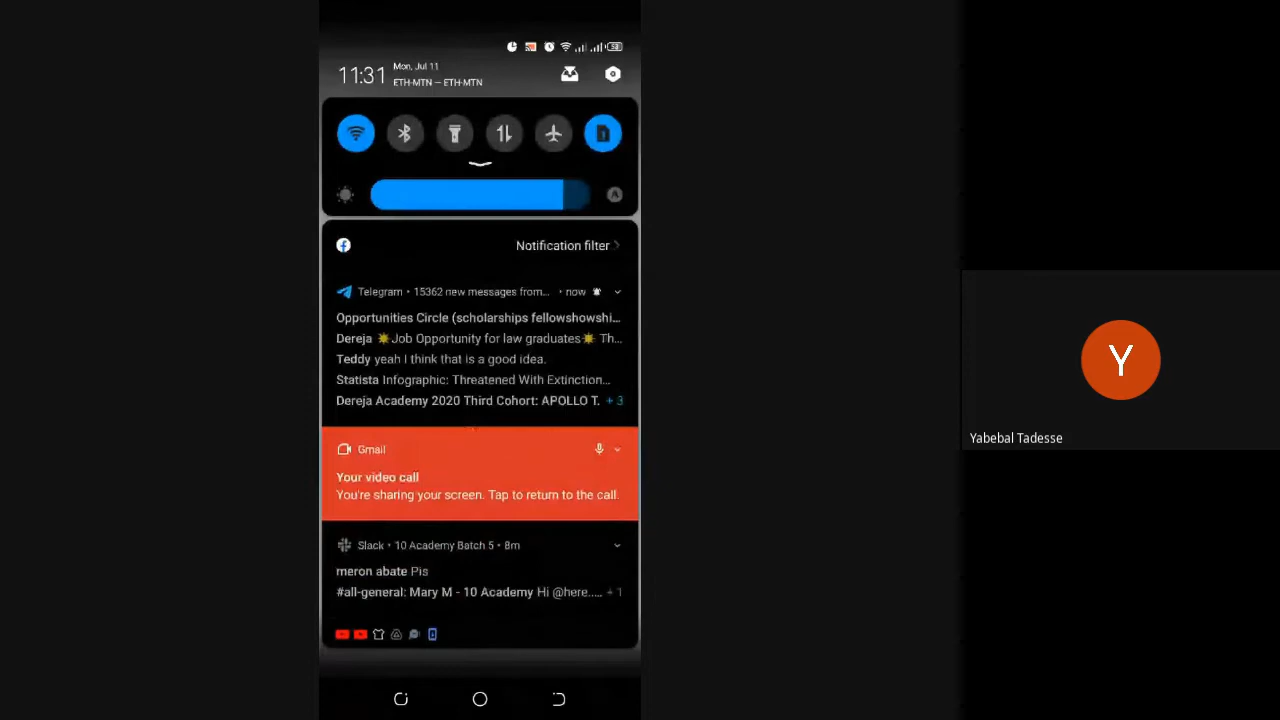 58
11:31
Mon, Jul 11
ETH-MTN — ETH-MTN
1
A
Notification filter
Telegram • 15362 new messages from... • now
Opportunities Circle (scholarships fellowshowshi...
Dereja ☀Job Opportunity for law graduates☀ Th...
Teddy yeah I think that is a good idea.
Statista Infographic: Threatened With Extinction...
Dereja Academy 2020 Third Cohort: APOLLO T. + 3
Gmail
Your video call
You're sharing your screen. Tap to return to the call.
Slack • 10 Academy Batch 5 • 8m
meron abate Pis
#all-general: Mary M - 10 Academy Hi @here..... + 1
Y
Yabebal Tadesse